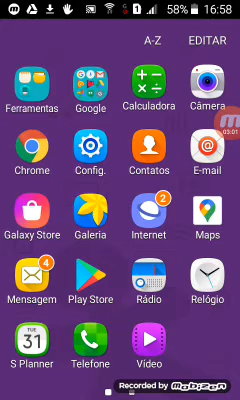 58% 16:58
A-Z EDITAR
Ferramentas Google Calculadora Câmera
03:01
Chrome Config. Contatos E-mail
2
Galaxy Store Galeria Internet Maps
4
Mensagem Play Store Rádio Relógio
TUE
31
S Planner Telefone Vídeo
Recorded by Mobizen